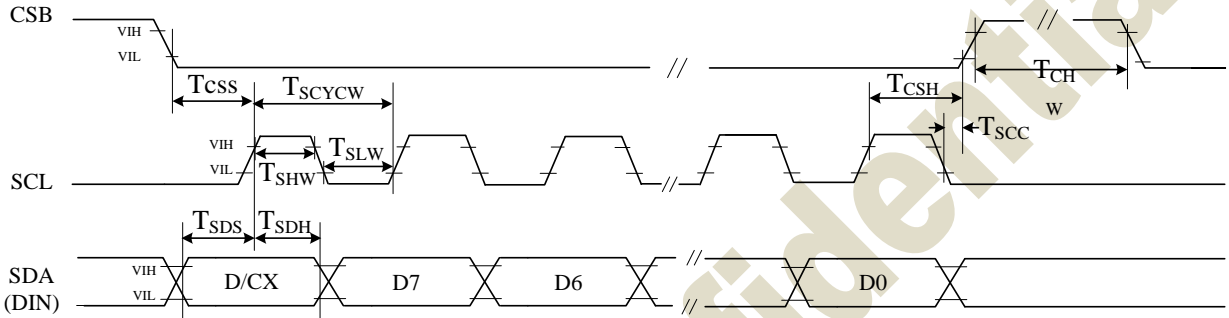 CSB
VIH
VIL
//
//
Tcss
TSCYCW
TCSH
TCH
W
TSCC
SCL
VIH
VIL
TSHW
TSLW
//
TSDS
TSDH
SDA
(DIN)
VIH
VIL
D/CX
D7
D6
//
//
D0
fidenti